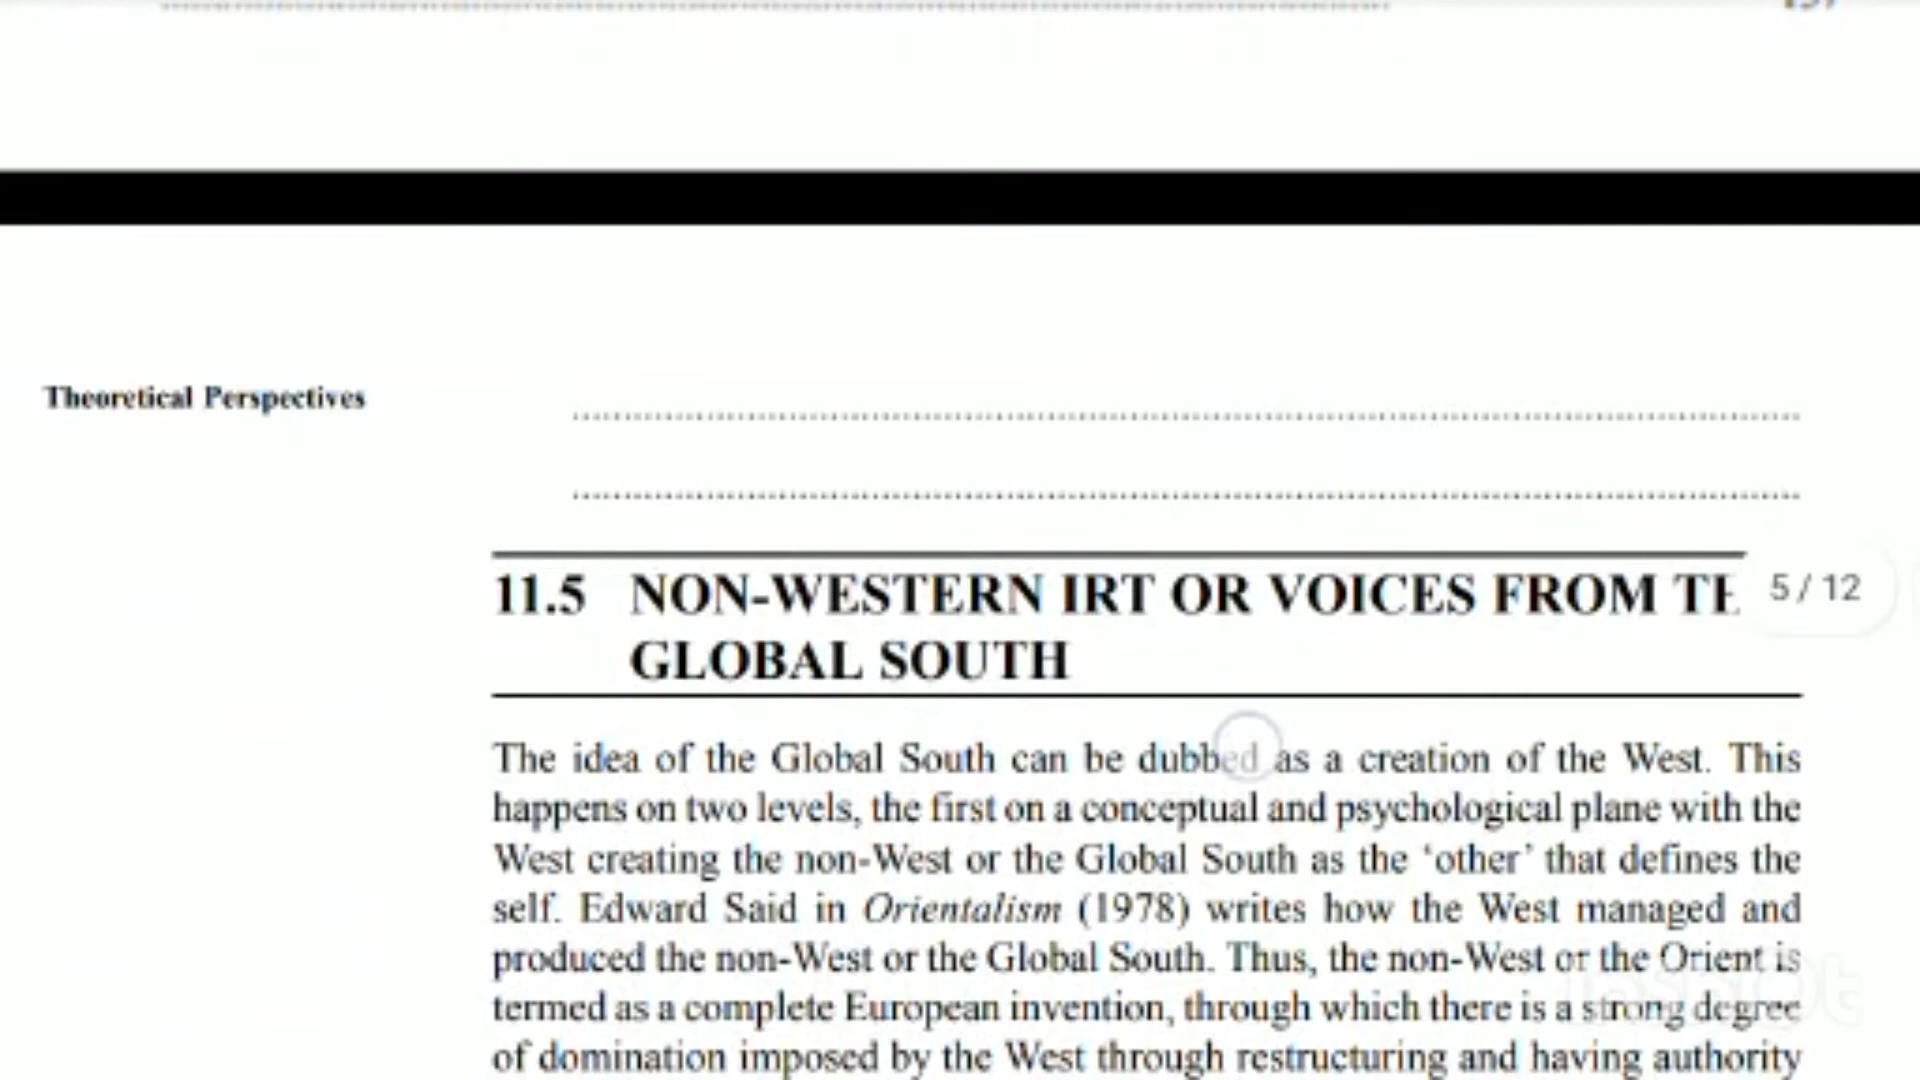 Theoretical Perspectives
11.5 NON-WESTERN IRT OR VOICES FROM
5 / 12
GLOBAL SOUTH
The idea of the Global South can be dubbed as a creation of the West. This
happens on two levels, the first on a conceptual and psychological plane with the
West creating the non-West or the Global South as the ‘other’ that defines the
self. Edward Said in Orientalism (1978) writes how the West managed and
produced the non-West or the Global South. Thus, the non-West or the Orient is
termed as a complete European invention, through which there is a strong degree
of domination imposed by the West through restructuring and having authority